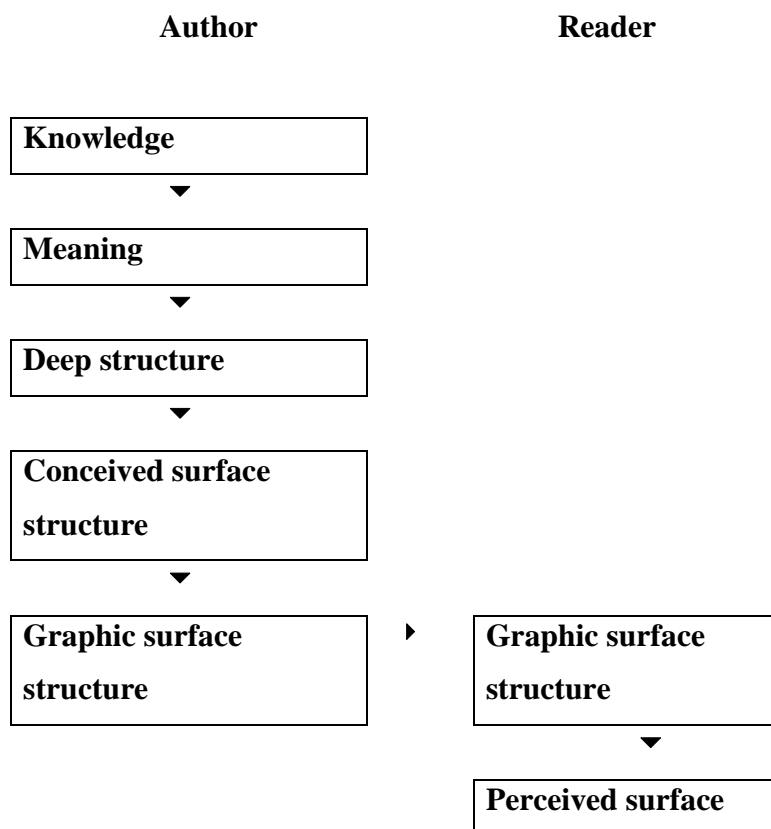 Author Reader
Knowledge
Meaning
Deep structure
Conceived surface
structure
Graphic surface
structure
Graphic surface
structure
Perceived surface